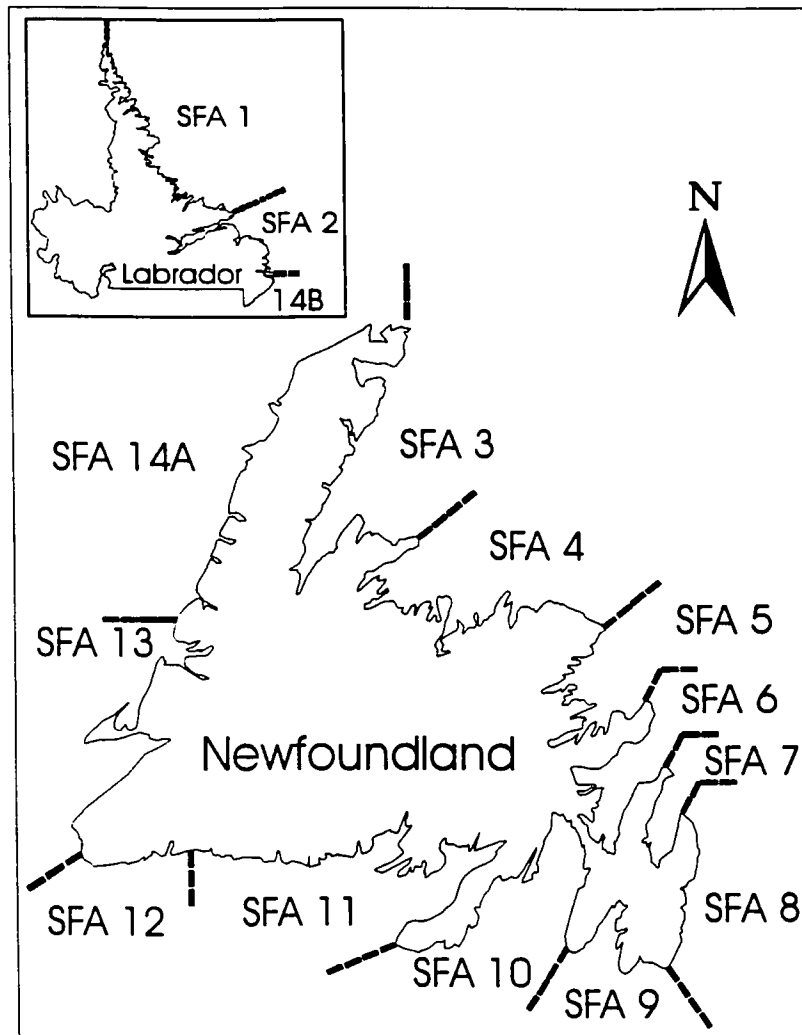 SFA 1
SFA 2
Labrador
14B
N
SFA 14A
SFA 3
SFA 4
SFA 13
SFA 5
SFA 6
Newfoundland
SFA 7
SFA 12
SFA 11
SFA 8
SFA 10
SFA 9